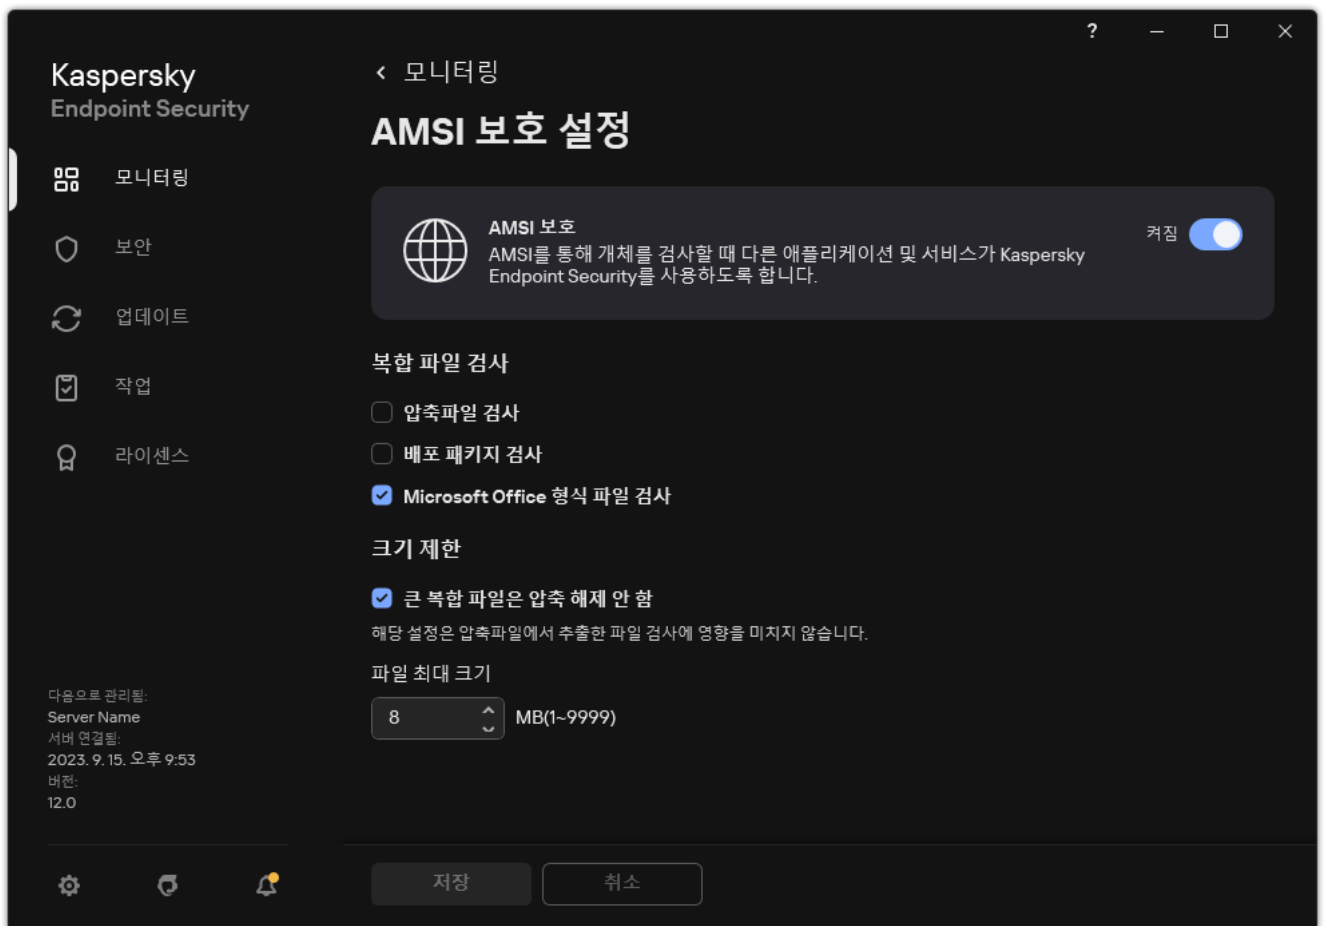 ?
Kaspersky
Endpoint Security
모니터링
보안
업데이트
작업
라이센스
다음으로 관리됨:
Server Name
서버 연결됨:
2023. 9. 15. 오후 9:53
버전:
12.0
모니터링
AMSI 보호 설정
AMSI 보호
AMSI를 통해 개체를 검사할 때 다른 애플리케이션 및 서비스가 Kaspersky
Endpoint Security를 사용하도록 합니다.
켜짐
복합 파일 검사
압축파일 검사
배포 패키지 검사
Microsoft Office 형식 파일 검사
크기 제한
큰 복합 파일은 압축 해제 안 함
해당 설정은 압축파일에서 추출한 파일 검사에 영향을 미치지 않습니다.
파일 최대 크기
8 MB(1~9999)
저장 취소